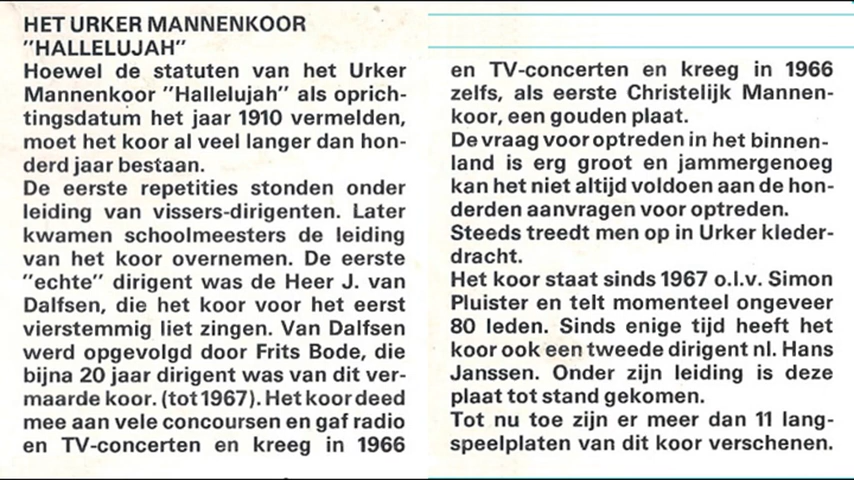 HET URKER MANNENKOOR
"HALLELUJAH"
Hoewel de statuten van het Urker
Mannenkoor "Hallelujah" als oprich-
tingsdatum het jaar 1910 vermelden,
moet het koor al veel langer dan hon-
derd jaar bestaan.
De eerste repetities stonden onder
leiding van vissers-dirigenten. Later
kwamen schoolmeesters de leiding
van het koor overnemen. De eerste
"echte" dirigent was de Heer J. van
Dalfsen, die het koor voor het eerst
vierstemmig liet zingen. Van Dalfsen
werd opgevolgd door Frits Bode, die
bijna 20 jaar dirigent was van dit ver-
maarde koor. (tot 1967). Het koor deed
mee aan vele concoursen en gaf radio
en TV-concerten en kreeg in 1966
en TV-concerten en kreeg in 1966
zelfs, als eerste Christelijk Mannen-
koor, een gouden plaat.
De vraag voor optreden in het binnen-
land is erg groot en jammergenoeg
kan het niet altijd voldoen aan de hon-
derden aanvragen voor optreden.
Steeds treedt men op in Urker kleder-
dracht.
Het koor staat sinds 1967 o.l.v. Simon
Pluister en telt momenteel ongeveer
80 leden. Sinds enige tijd heeft het
koor ook een tweede dirigent nl. Hans
Janssen. Onder zijn leiding is deze
plaat tot stand gekomen.
Tot nu toe zijn er meer dan 11 lang-
speelplaten van dit koor verschenen.